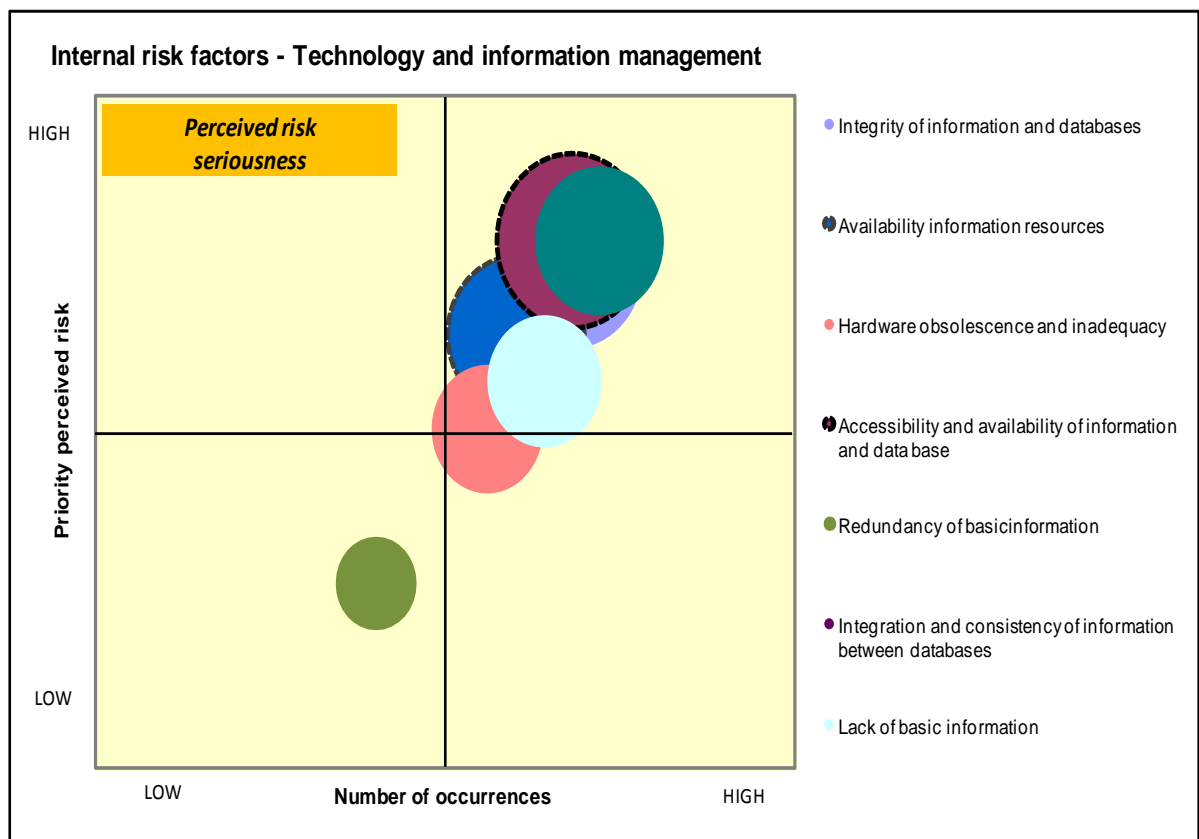 Internal risk factors - Technology and information management
Perceived risk
seriousness
HIGH
Priority perceived risk
LOW
LOW
Number of occurrences
HIGH
Integrity of information and databases
Availability information resources
Hardware obsolescence and inadequacy
Accessibility and availability of information
and data base
Redundancy of basicinformation
Integration and consistency of information
between databases
Lack of basic information